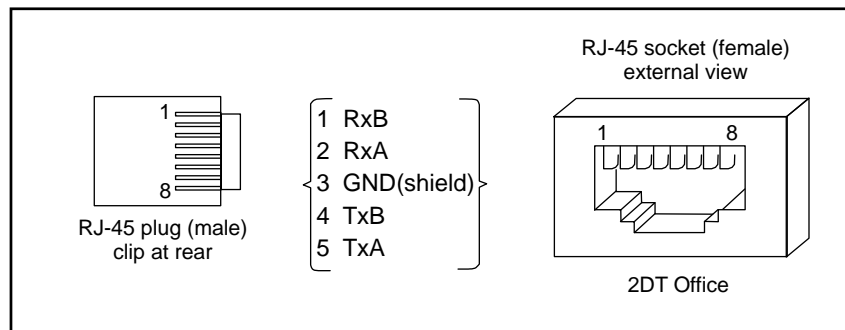 1
8
RJ-45 plug (male)
clip at rear
1 RxB
2 RxA
3 GND(shield)
4 TxB
5 TxA
RJ-45 socket (female)
external view
1 8
2DT Office